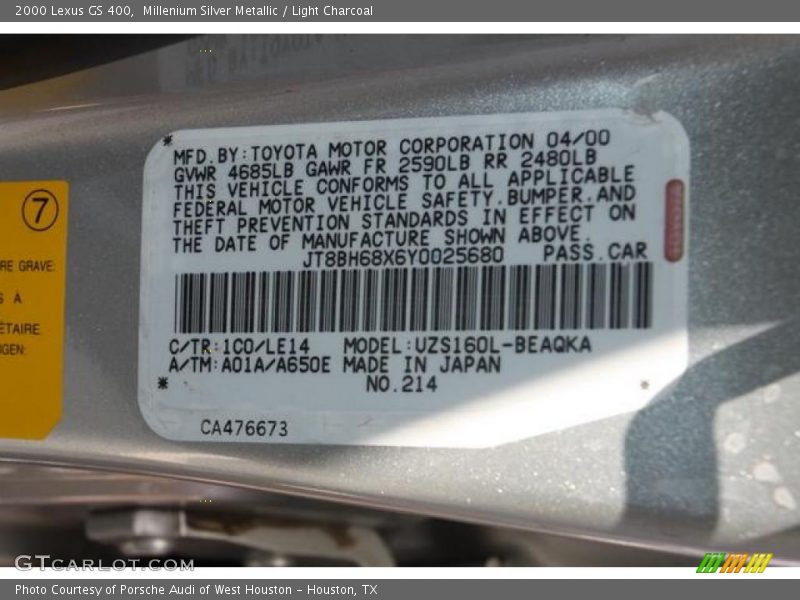 2000 Lexus GS 400,  Millenium Silver Metallic / Light Charcoal
MFD.BY:TOYOTA MOTOR CORPORATION 04/00
GVWR 4685LB GAWR FR 2590LB RR 2480LB
THIS VEHICLE CONFORMS TO ALL APPLICABLE
FEDERAL MOTOR VEHICLE SAFETY.BUMPER.AND
THEFT PREVENTION STANDARDS IN EFFECT ON
THE DATE OF MANUFACTURE SHOWN ABOVE.
JT8BH68X6Y0025680 PASS.CAR
C/TR:1C0/LE14 MODEL:UZS160L-BEAQKA
A/TM:A01A/A650E MADE IN JAPAN
NO.214
CA476673
7
RE GRAVE.
S A
ÉTAIRE
OGEN:
GTCARLOT.COM
Photo Courtesy of Porsche Audi of West Houston - Houston, TX